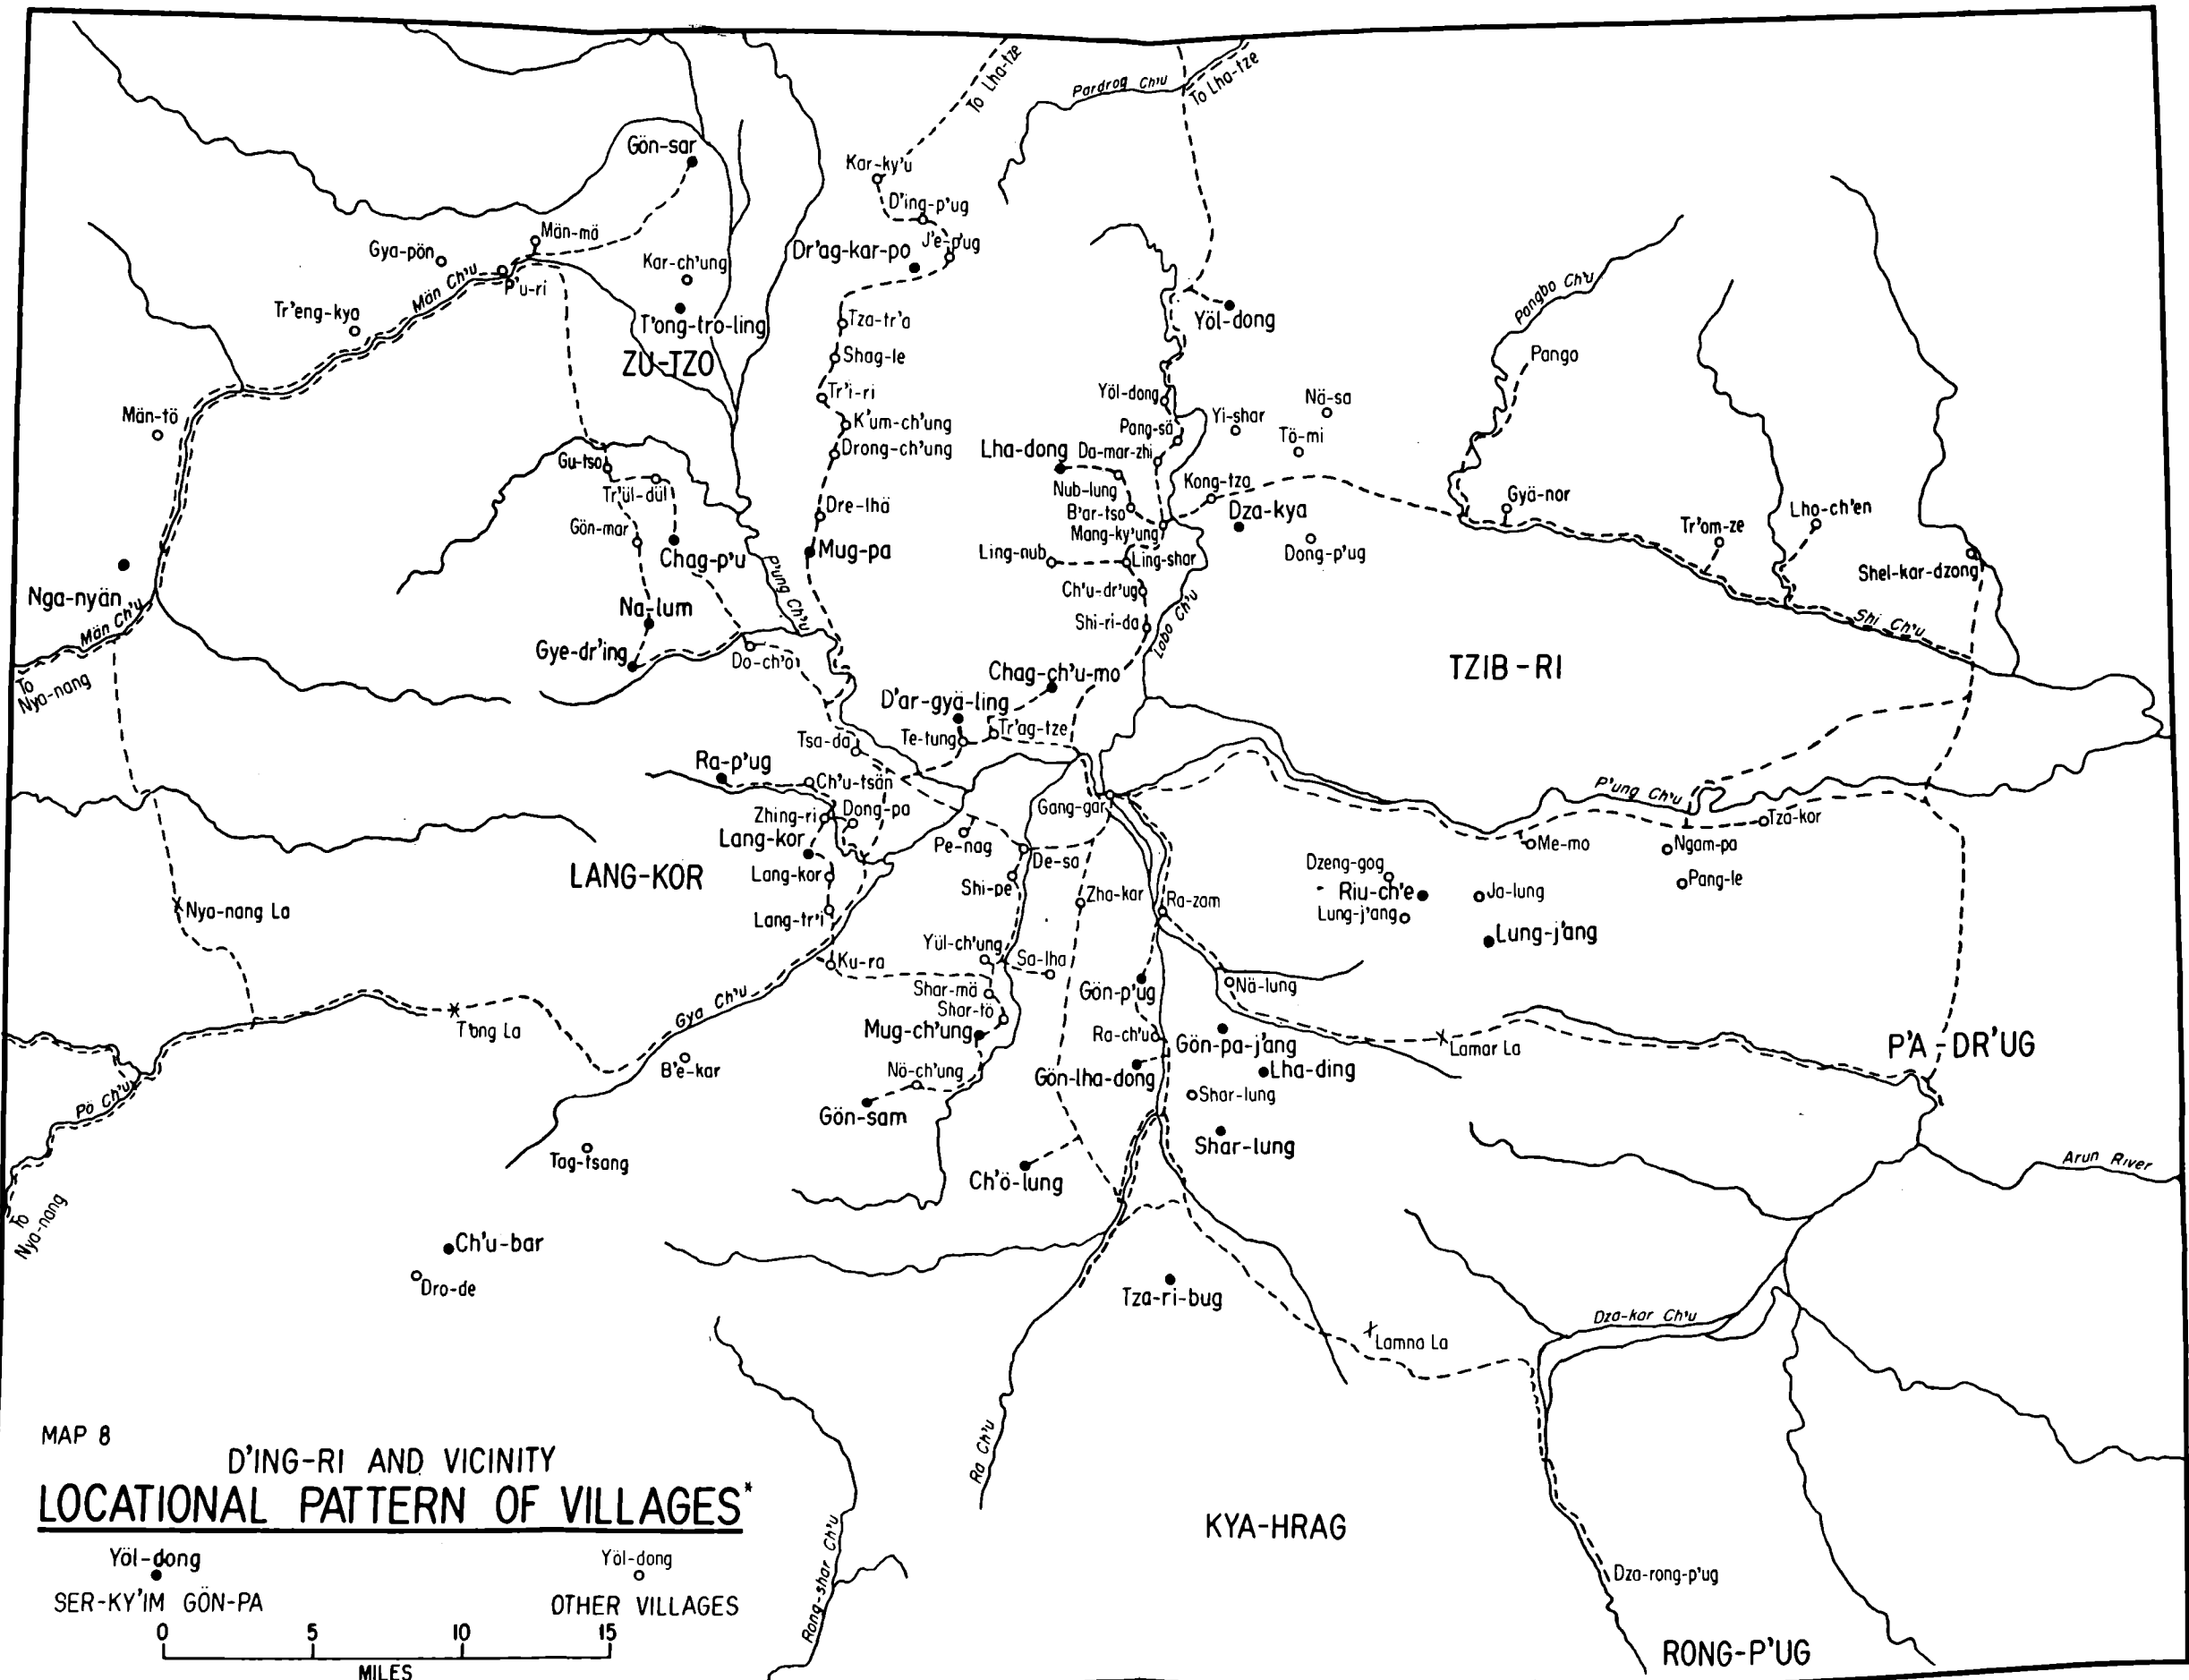 To Lha-tze
Pardrog Ch'u
To Lha-tze
Gön-sar
Kar-ky'u
D'ing-p'ug
J'e-p'ug
Dr'ag-kar-po
Män-mä
Gya-pön
Män Ch'u
P'u-ri
Kar-ch'ung
T'ong-tro-ling
ZU-TZO
Tr'eng-kya
Män-tö
Tza-tr'a
Shag-le
Tr'i-ri
K'um-ch'ung
Drong-ch'ung
Dre-lhä
Mug-pa
Yöl-dong
Pangbo Ch'u
Pango
Yöl-dong
Yi-shar
Nä-sa
Pang-sä
Tö-mi
Lha-dong
Da-mar-zhi
Nub-lung
Kong-tza
B'ar-tso
Dza-kya
Mang-ky'ung
Dong-p'ug
Ling-nub
Ling-shar
Ch'u-dr'ug
Shi-ri-da
Lobo Ch'u
Gyä-nor
Tr'om-ze
Lho-ch'en
Shel-kar-dzong
Shi Ch'u
Gu-tso
Tr'ül-dül
Gön-mar
Chag-p'u
P'ung Ch'u
Nga-nyän
Män Ch'u
To
Nya-nang
Na-lum
Gye-dr'ing
Do-ch'ö
Chag-ch'u-mo
D'ar-gyä-ling
Te-tung
Tr'ag-tze
TZIB-RI
Tsa-da
Ra-p'ug
Ch'u-tsän
Zhing-ri
Dong-pa
Lang-kor
LANG-KOR
Lang-kor
Lang-tr'i
Pe-nag
De-sa
Shi-pe
Gang-gar
Zha-kar
Ra-zam
P'ung Ch'u
Tza-kor
Me-mo
Ngam-pa
Pang-le
Dzeng-gog
Riu-ch'e
Ja-lung
Lung-j'ang
Lung-j'ang
Nya-nang La
Ku-ra
Yül-ch'ung
Sa-lha
Shar-mä
Shar-tö
Gön-p'ug
Nä-lung
Gya Ch'u
T'ong La
Mug-ch'ung
Ra-ch'u
Gön-pa-j'ang
Lamar La
P'A-DR'UG
B'e-kar
Nö-ch'ung
Gön-lha-dong
Lha-ding
Shar-lung
Gön-sam
Pö Ch'u
To
Nya-nang
Tag-tsang
Ch'ö-lung
Shar-lung
Arun River
Ch'u-bar
Dro-de
Tza-ri-bug
Dza-kar Ch'u
Lamna La
Ra Ch'u
Rong-shar Ch'u
KYA-HRAG
Dza-rong-p'ug
RONG-P'UG
MAP 8
D'ING-RI AND VICINITY
LOCATIONAL PATTERN OF VILLAGES*
Yöl-dong
SER-KY'IM GÖN-PA
Yöl-dong
OTHER VILLAGES
0 5 10 15
MILES